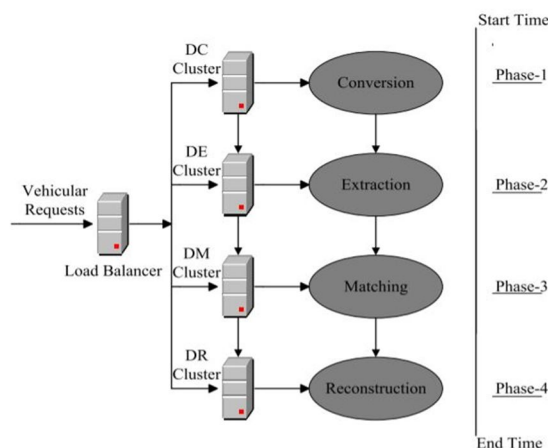 Start Time
DC
Cluster
Conversion
Phase-1
DE
Cluster
Extraction
Phase-2
Vehicular
Requests
Load Balancer
DM
Cluster
Matching
Phase-3
DR
Cluster
Reconstruction
Phase-4
End Time